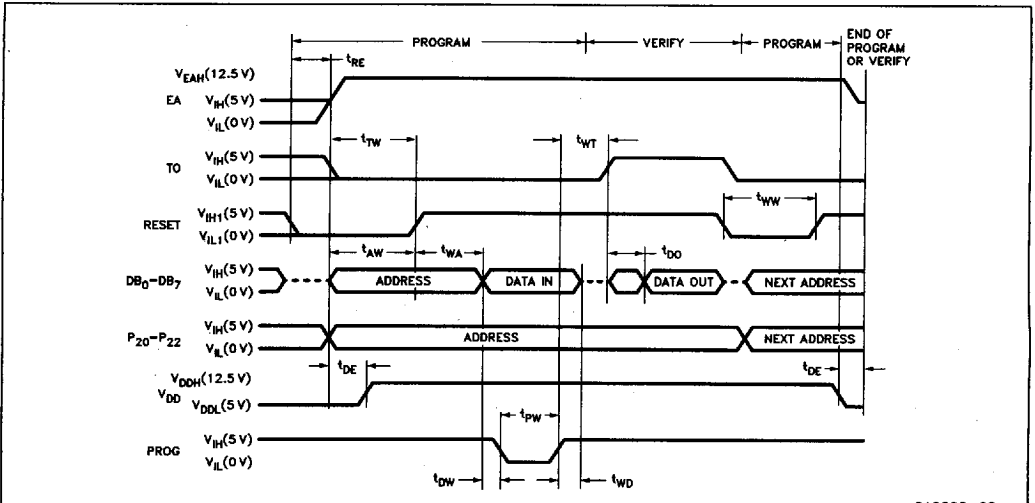 PROGRAM VERIFY PROGRAM END OF
PROGRAM
OR VERIFY
tRE
VEAH(12.5 V)
EA VIH(5 V)
VIL(0 V)
tTW tWT
TO VIH(5 V)
VIL(0 V)
tWW
RESET VIH1(5 V)
VIL1(0 V)
tAW tWA tDO
DB0-DB7 VIH(5 V)
VIL(0 V)
ADDRESS DATA IN DATA OUT NEXT ADDRESS
P20-P22 VIH(5 V)
VIL(0 V)
ADDRESS NEXT ADDRESS
tDE tDE
VDD VDDH(12.5 V)
VDDL(5 V)
tPW
PROG VIH(5 V)
VIL(0 V)
tDW tWD